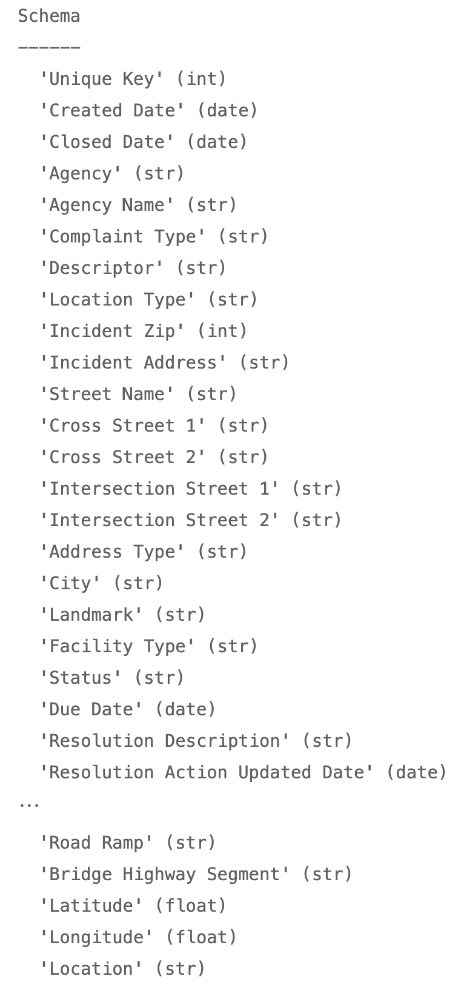 Schema
------
'Unique Key' (int)
'Created Date' (date)
'Closed Date' (date)
'Agency' (str)
'Agency Name' (str)
'Complaint Type' (str)
'Descriptor' (str)
'Location Type' (str)
'Incident Zip' (int)
'Incident Address' (str)
'Street Name' (str)
'Cross Street 1' (str)
'Cross Street 2' (str)
'Intersection Street 1' (str)
'Intersection Street 2' (str)
'Address Type' (str)
'City' (str)
'Landmark' (str)
'Facility Type' (str)
'Status' (str)
'Due Date' (date)
'Resolution Description' (str)
'Resolution Action Updated Date' (date)
...
'Road Ramp' (str)
'Bridge Highway Segment' (str)
'Latitude' (float)
'Longitude' (float)
'Location' (str)